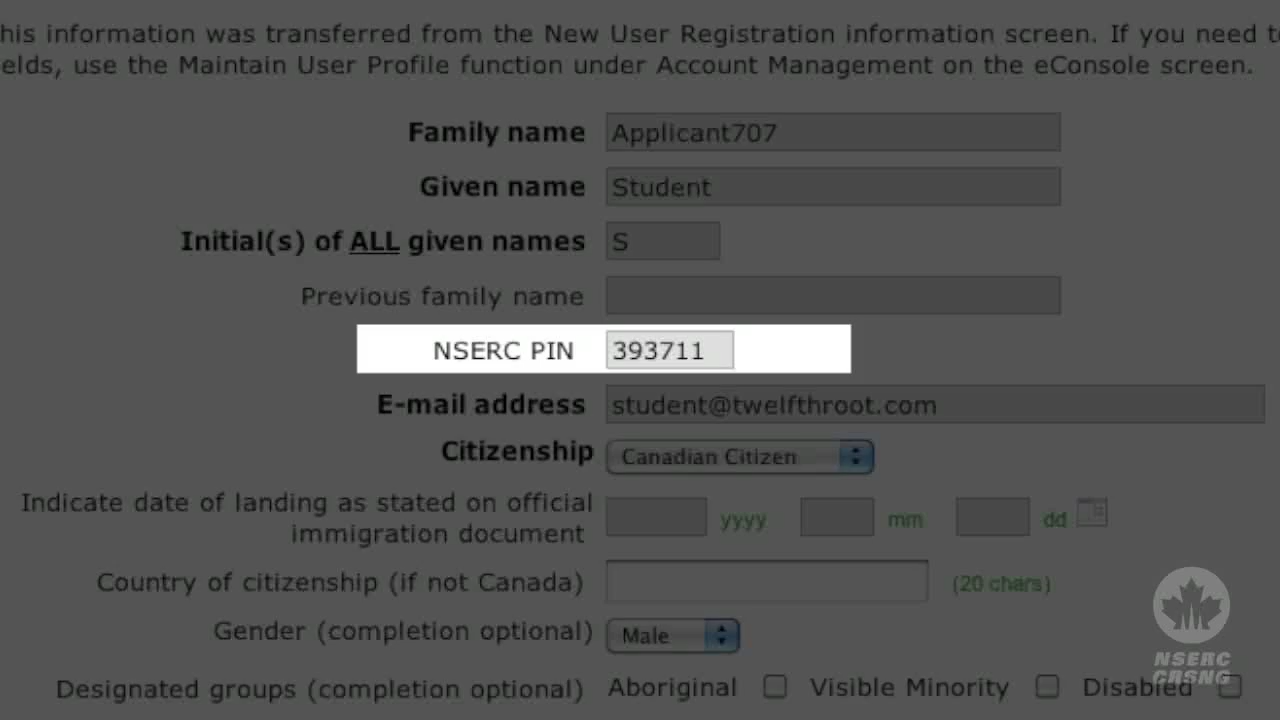 his information was transferred from the New User Registration information screen. If you need t
elds, use the Maintain User Profile function under Account Management on the eConsole screen.
Family name Applicant707
Given name Student
Initial(s) of ALL given names S
Previous family name
NSERC PIN 393711
E-mail address student@twelfthroot.com
Citizenship Canadian Citizen
Indicate date of landing as stated on official
immigration document yyyy mm dd
Country of citizenship (if not Canada) (20 chars)
Gender (completion optional) Male
Designated groups (completion optional) Aboriginal Visible Minority Disabled
NSERC
CRSNG